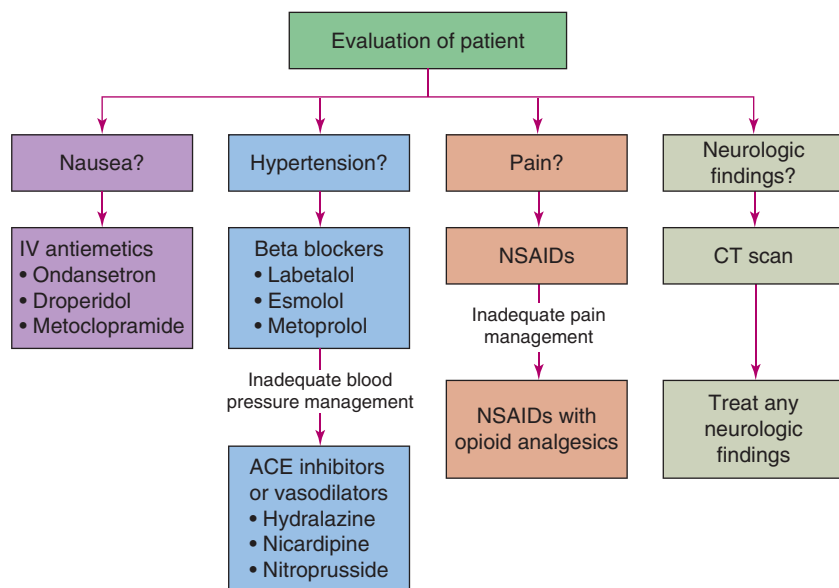 Evaluation of patient
Nausea?
IV antiemetics
• Ondansetron
• Droperidol
• Metoclopramide
Hypertension?
Beta blockers
• Labetalol
• Esmolol
• Metoprolol
Inadequate blood
pressure management
ACE inhibitors
or vasodilators
• Hydralazine
• Nicardipine
• Nitroprusside
Pain?
NSAIDs
Inadequate pain
management
NSAIDs with
opioid analgesics
Neurologic
findings?
CT scan
Treat any
neurologic
findings